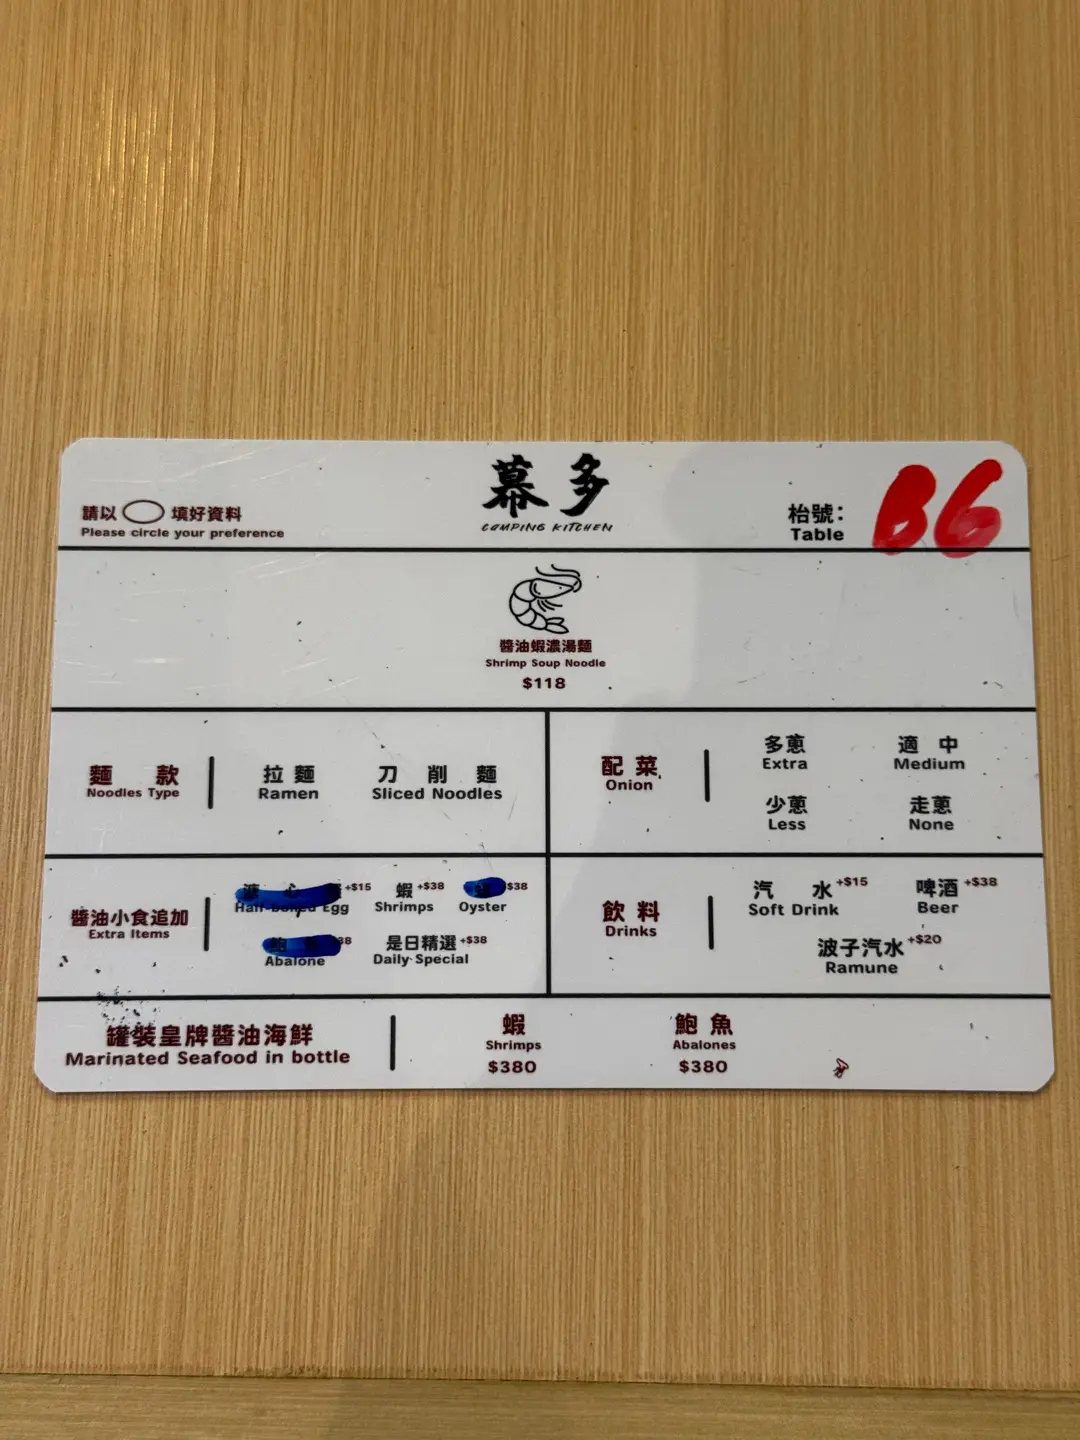 請以 填好資料
Please circle your preference
幕多
CAMPING KITCHEN
枱號：
Table
B6
醬油蝦濃湯麵
Shrimp Soup Noodle
$118
麵款
Noodles Type
拉麵
Ramen
刀削麵
Sliced Noodles
配菜
Onion
多蔥
Extra
適中
Medium
少蔥
Less
走蔥
None
醬油小食追加
Extra Items
心 +$15
Half-boiled Egg
蝦 +$38
Shrimps
$38
Oyster
38
Abalone
是日精選 +$38
Daily Special
飲料
Drinks
汽水 +$15
Soft Drink
啤酒 +$38
Beer
波子汽水 +$20
Ramune
罐裝皇牌醬油海鮮
Marinated Seafood in bottle
蝦
Shrimps
$380
鮑魚
Abalones
$380